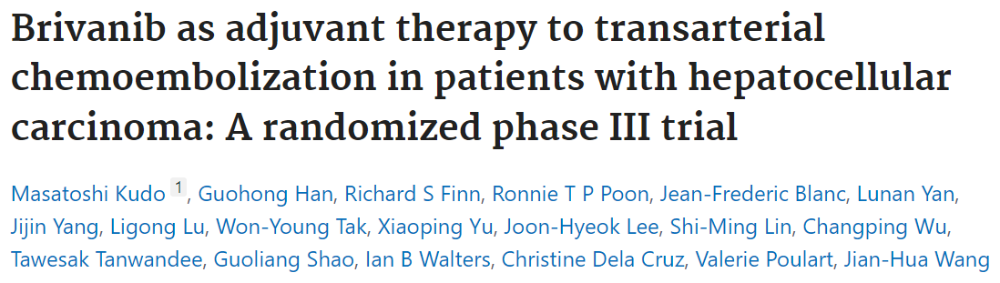 Brivanib as adjuvant therapy to transarterial
chemoembolization in patients with hepatocellular
carcinoma: A randomized phase III trial
Masatoshi Kudo 1, Guohong Han, Richard S Finn, Ronnie T P Poon, Jean-Frederic Blanc, Lunan Yan,
Jijin Yang, Ligong Lu, Won-Young Tak, Xiaoping Yu, Joon-Hyeok Lee, Shi-Ming Lin, Changping Wu,
Tawesak Tanwandee, Guoliang Shao, Ian B Walters, Christine Dela Cruz, Valerie Poulart, Jian-Hua Wang